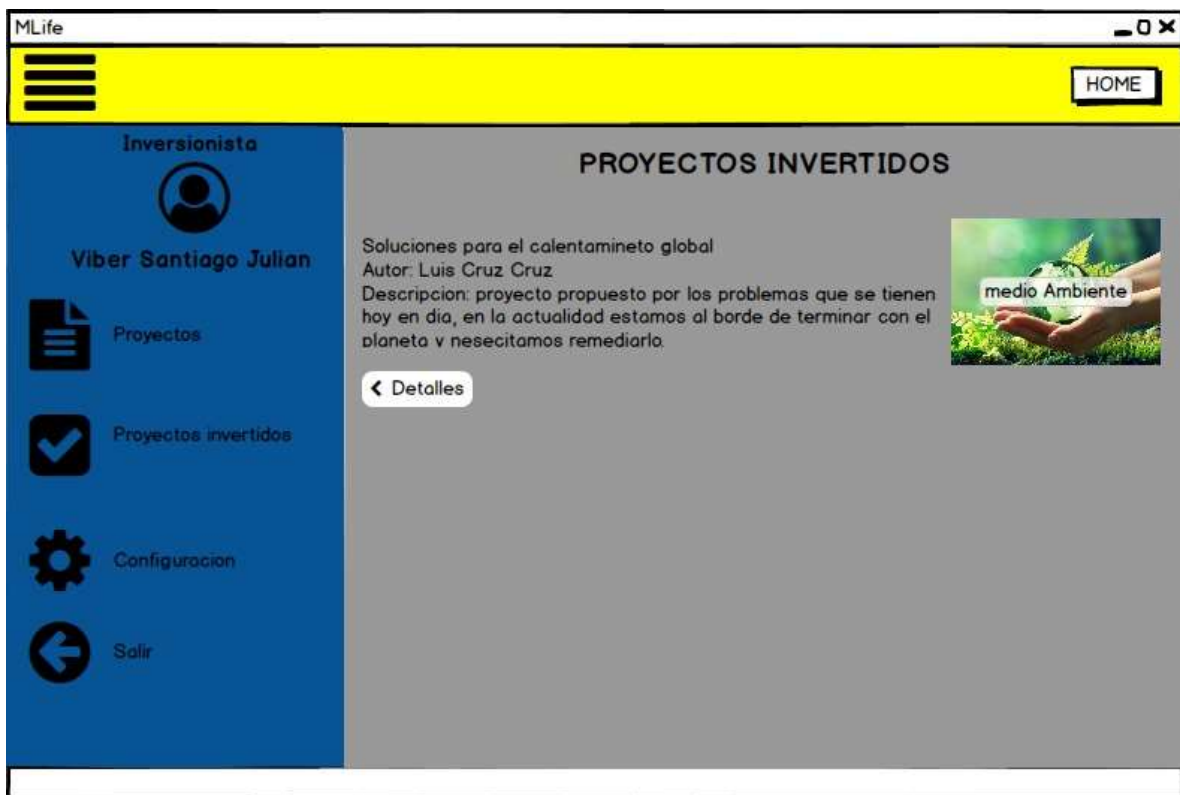 MLife
HOME
Inversionista
Viber Santiago Julian
Proyectos
Proyectos invertidos
Configuracion
Salir
PROYECTOS INVERTIDOS
Soluciones para el calentamineto global
Autor: Luis Cruz Cruz
Descripcion: proyecto propuesto por los problemas que se tienen
hoy en dia, en la actualidad estamos al borde de terminar con el
planeta y nesecitamos remediarlo.
medio Ambiente
Detalles